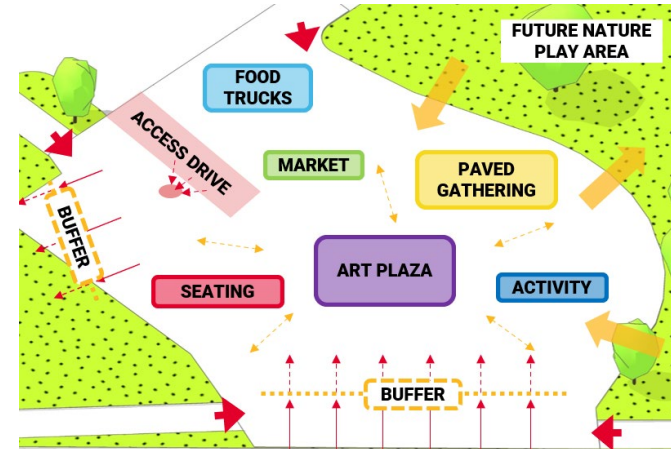 FUTURE NATURE
PLAY AREA
FOOD
TRUCKS
ACCESS DRIVE
MARKET
PAVED
GATHERING
BUFFER
ART PLAZA
SEATING
ACTIVITY
BUFFER